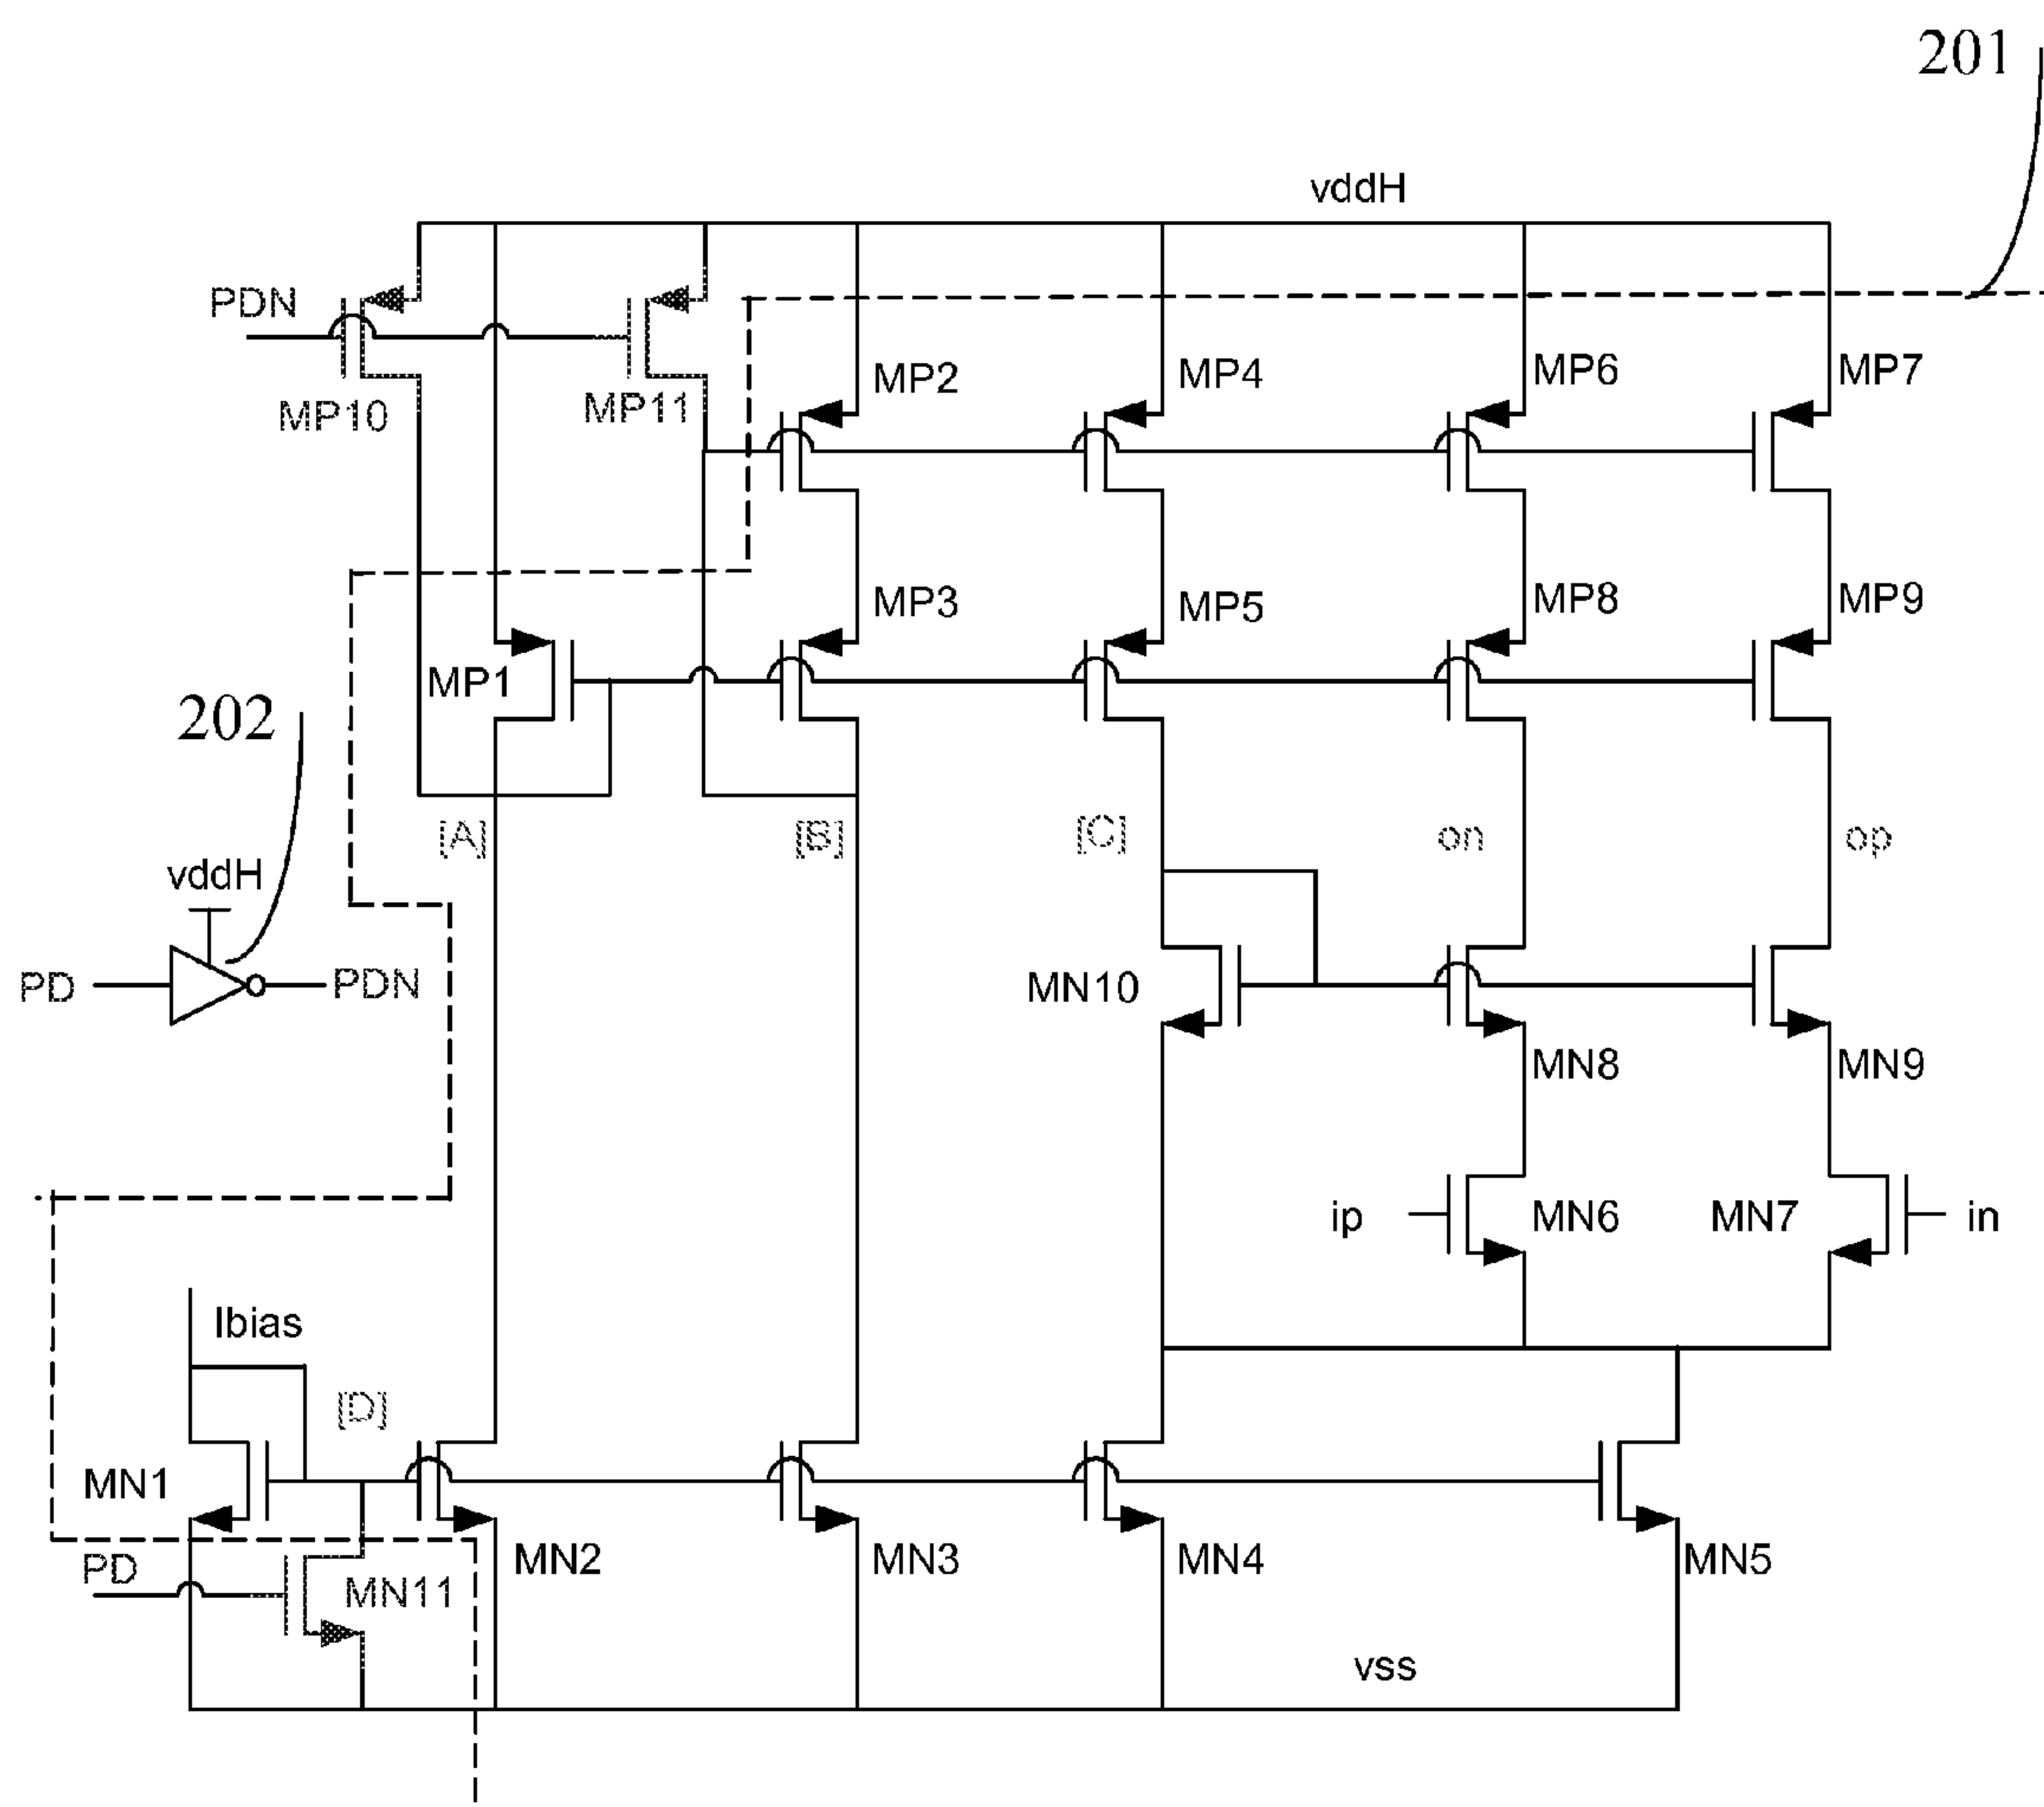 201
vddH
PDN
MP2
MP4
MP6
MP7
MP10
MP11
MP3
MP5
MP8
MP9
MP1
202
[A]
[B]
[C]
on
op
vddH
PD
PDN
MN10
MN8
MN9
ip
MN6
MN7
in
Ibias
[D]
MN1
PD
MN11
MN2
MN3
MN4
MN5
vss